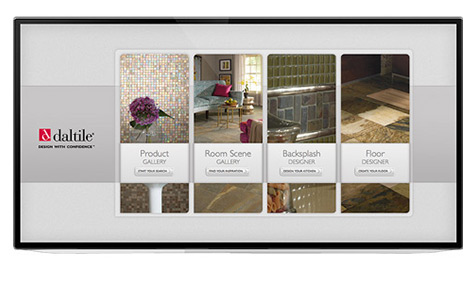 daltile®
DESIGN WITH CONFIDENCE™
Product
GALLERY
START YOUR SEARCH
Room Scene
GALLERY
FIND YOUR INSPIRATION
Backsplash
DESIGNER
DESIGN YOUR KITCHEN
Floor
DESIGNER
CREATE YOUR FLOOR